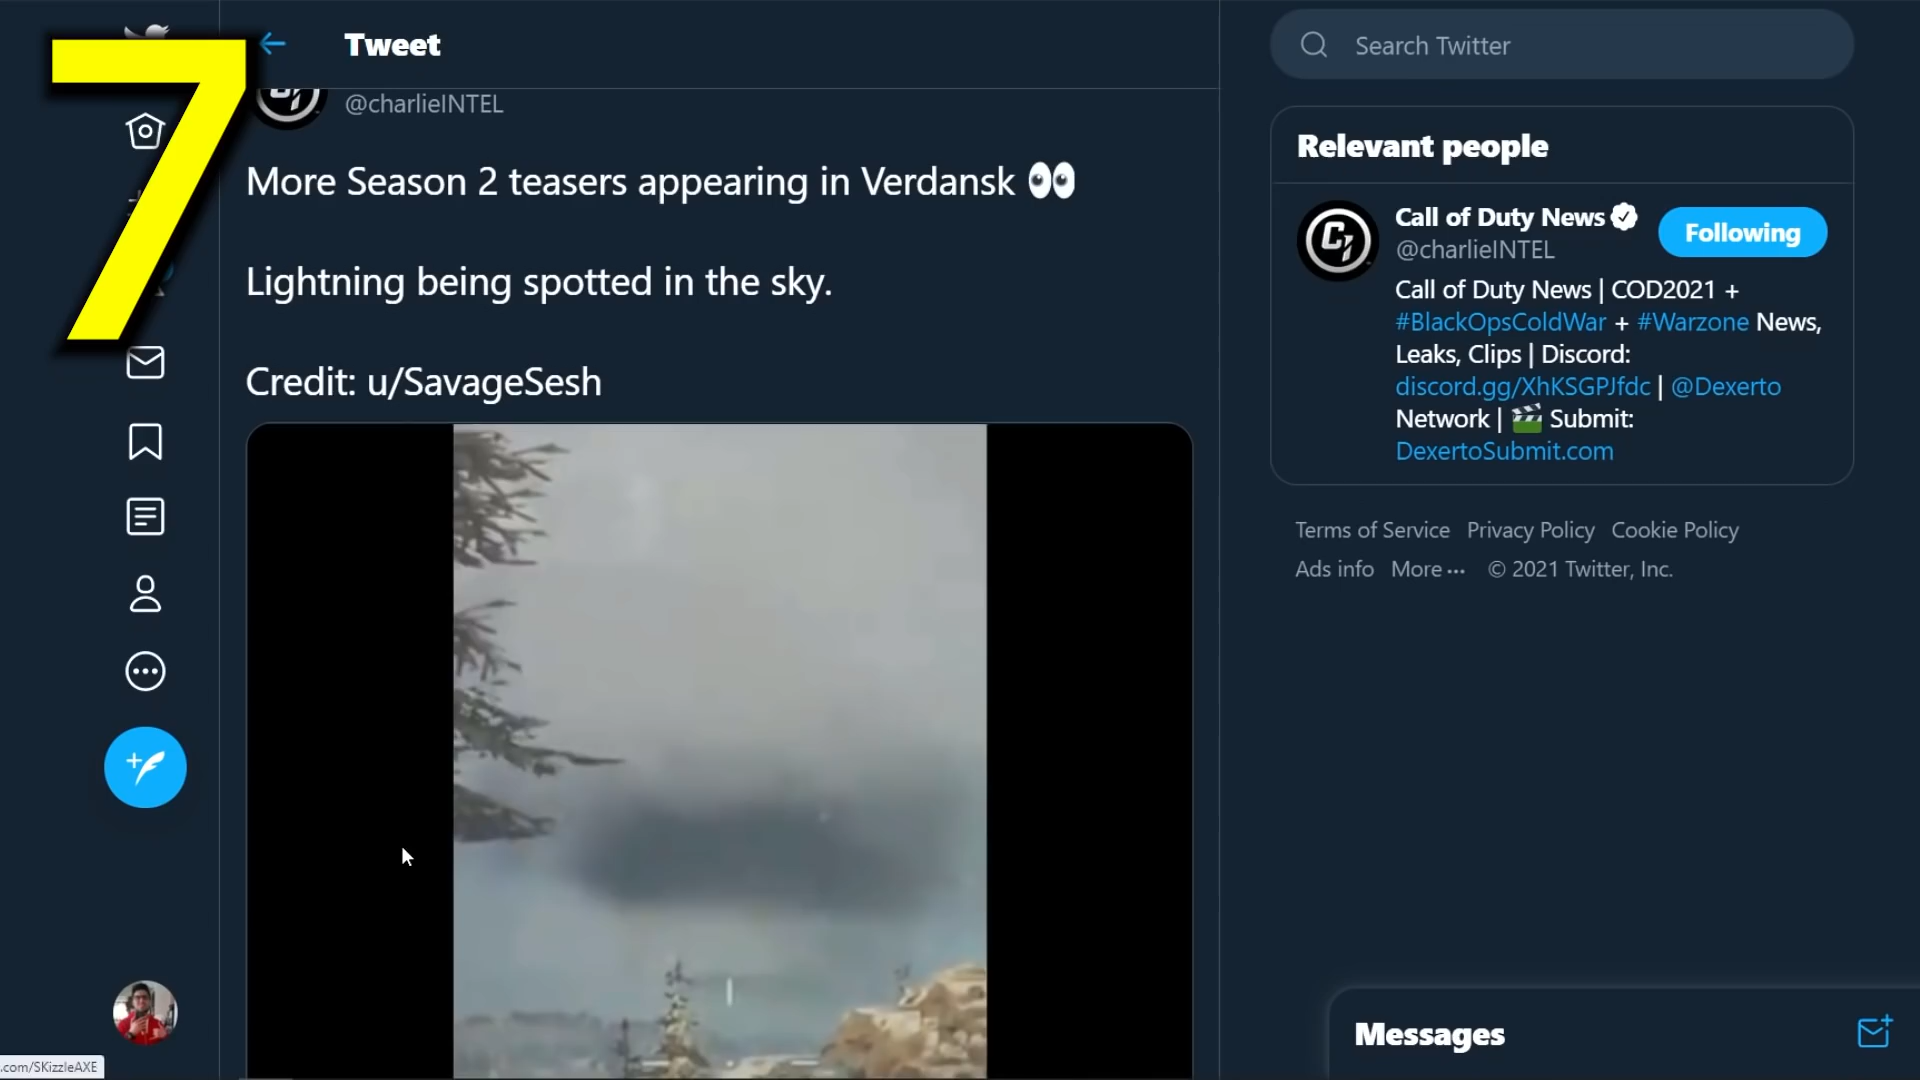 7
Tweet
@charlieINTEL
More Season 2 teasers appearing in Verdansk 👀
Lightning being spotted in the sky.
Credit: u/SavageSesh
.com/SKizzleAXE
Search Twitter
Relevant people
Call of Duty News
@charlieINTEL
Following
Call of Duty News | COD2021 +
#BlackOpsColdWar + #Warzone News,
Leaks, Clips | Discord:
discord.gg/XhKSGPJfdc | @Dexerto
Network | 🎬 Submit:
DexertoSubmit.com
Terms of Service Privacy Policy Cookie Policy
Ads info More ··· © 2021 Twitter, Inc.
Messages